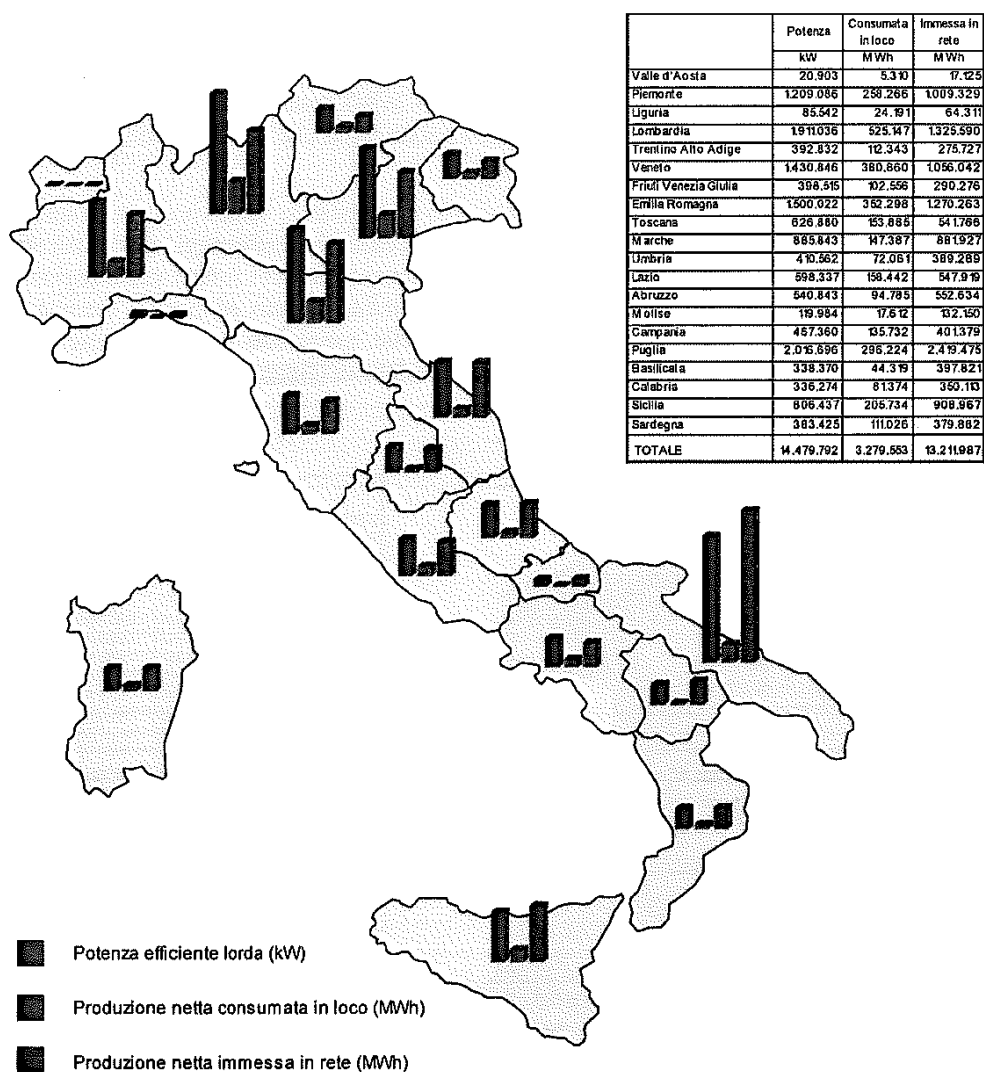 Potenza Consumata in loco Immessa in rete
kW MWh MWh
Valle d'Aosta 20.903 5.310 17.125
Piemonte 1.209.086 258.266 1.009.329
Liguria 85.542 24.191 64.311
Lombardia 1.911.036 525.147 1.325.590
Trentino Alto Adige 392.832 112.343 275.727
Veneto 1.430.846 380.860 1.056.042
Friuli Venezia Giulia 398.515 102.556 290.276
Emilia Romagna 1.500.022 352.298 1.270.263
Toscana 626.880 153.885 541.766
Marche 885.843 147.387 881.927
Umbria 410.562 72.061 389.289
Lazio 598.337 158.442 547.919
Abruzzo 540.843 94.785 552.634
Molise 119.984 17.612 132.150
Campania 457.360 135.732 401.379
Puglia 2.016.696 296.224 2.419.475
Basilicata 338.370 44.319 397.821
Calabria 336.274 81.374 350.113
Sicilia 806.437 205.734 908.967
Sardegna 383.425 111.026 379.882
TOTALE 14.479.792 3.279.553 13.211.987
Potenza efficiente lorda (kW)
Produzione netta consumata in loco (MWh)
Produzione netta immessa in rete (MWh)